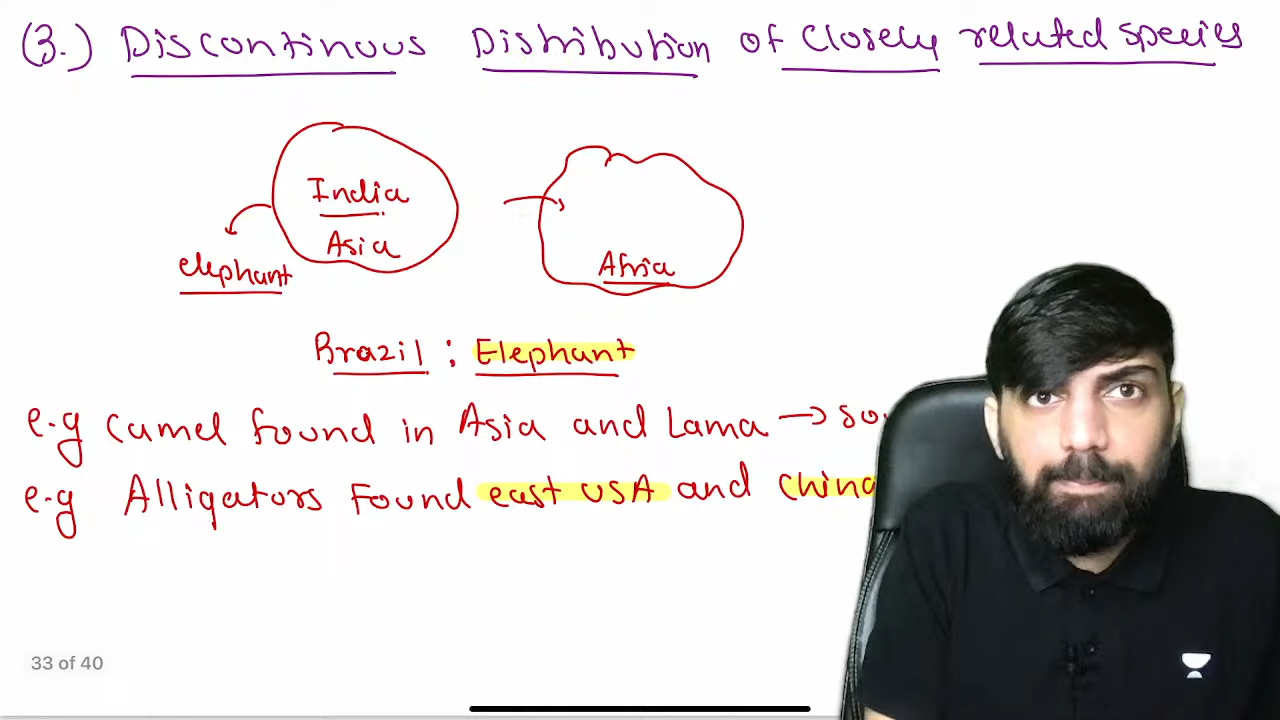 (3.) Discontinous Distribution of Closely related species
India
Asia
elephant
Afria
Brazil : Elephant
e.g Camel found in Asia and Lama → so
e.g Alligators Found east USA and china
33 of 40